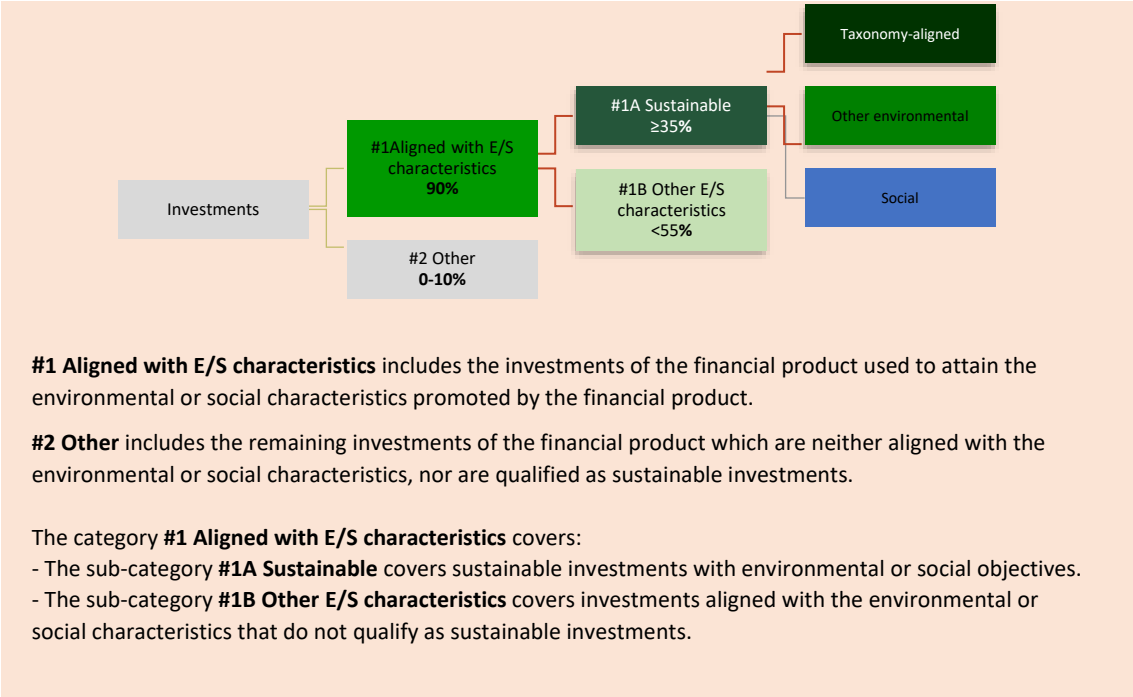 Taxonomy-aligned
#1A Sustainable
≥35%
Other environmental
#1Aligned with E/S
characteristics
90%
#1B Other E/S
characteristics
<55%
Social
Investments
#2 Other
0-10%
#1 Aligned with E/S characteristics includes the investments of the financial product used to attain the
environmental or social characteristics promoted by the financial product.
#2 Other includes the remaining investments of the financial product which are neither aligned with the
environmental or social characteristics, nor are qualified as sustainable investments.
The category #1 Aligned with E/S characteristics covers:
- The sub-category #1A Sustainable covers sustainable investments with environmental or social objectives.
- The sub-category #1B Other E/S characteristics covers investments aligned with the environmental or
social characteristics that do not qualify as sustainable investments.